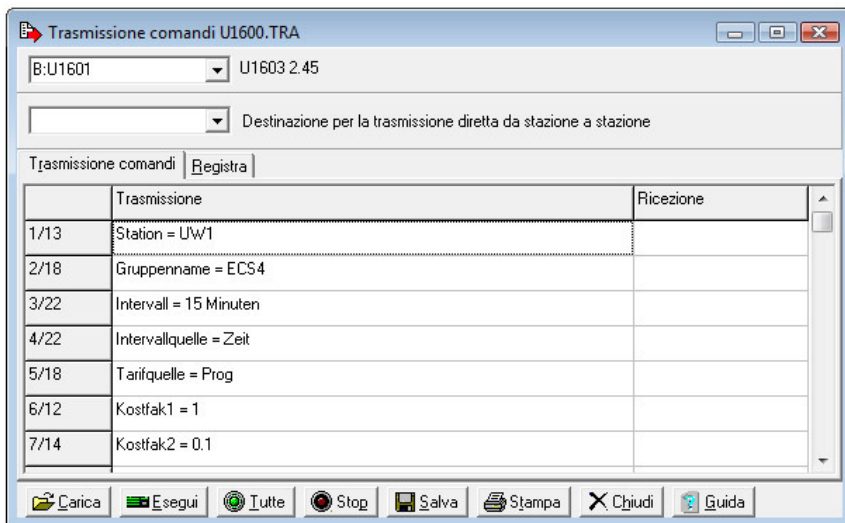 Trasmissione comandi U1600.TRA
B:U1601 U1603 2.45
Destinazione per la trasmissione diretta da stazione a stazione
Trasmissione comandi Registra
Trasmissione Ricezione
1/13 Station = UW1
2/18 Gruppenname = ECS4
3/22 Intervall = 15 Minuten
4/22 Intervallquelle = Zeit
5/18 Tarifquelle = Prog
6/12 Kostfak1 = 1
7/14 Kostfak2 = 0.1
Carica Esegui Tutte Stop Salva Stampa Chiudi Guida